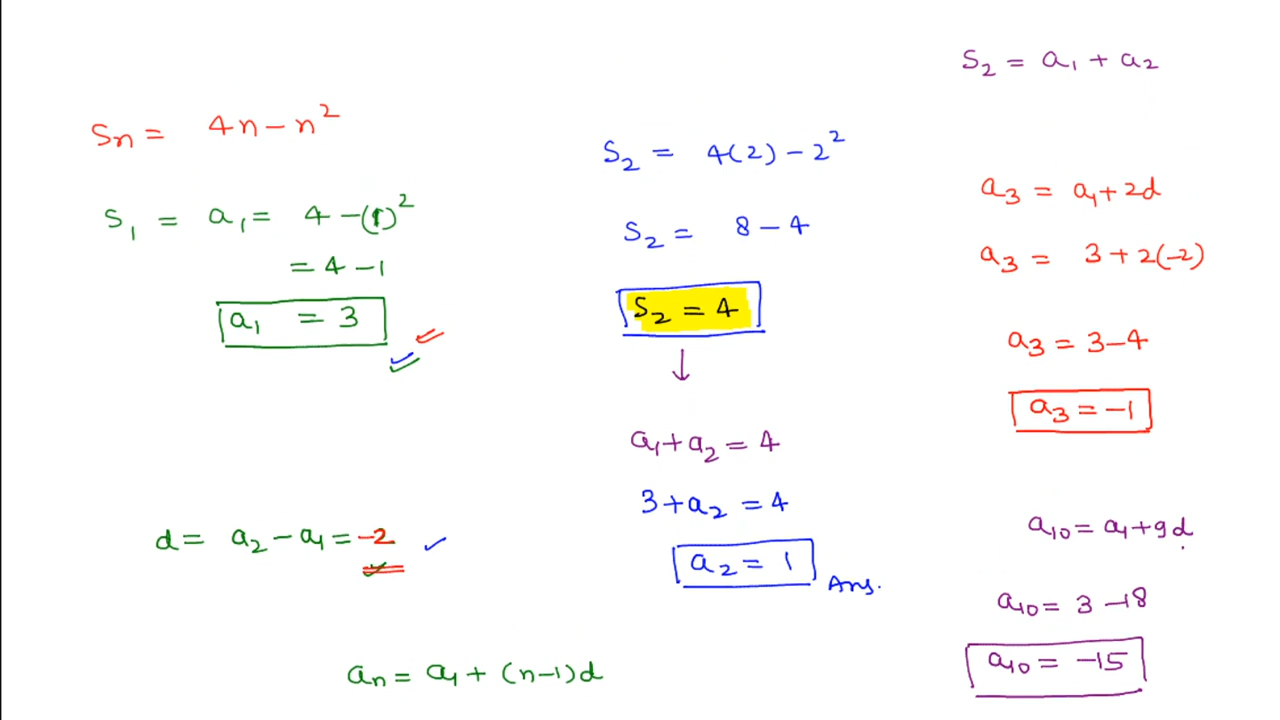 Sn = 4n - n²
S₁ = a₁ = 4 - (1)²
= 4 - 1
a₁ = 3
d = a₂ - a₁ = -2
aₙ = a₁ + (n-1)d
S₂ = 4(2) - 2²
S₂ = 8 - 4
S₂ = 4
↓
a₁ + a₂ = 4
3 + a₂ = 4
a₂ = 1
Ans.
S₂ = a₁ + a₂
a₃ = a₁ + 2d
a₃ = 3 + 2(-2)
a₃ = 3 - 4
a₃ = -1
a₁₀ = a₁ + 9d
a₁₀ = 3 - 18
a₁₀ = -15